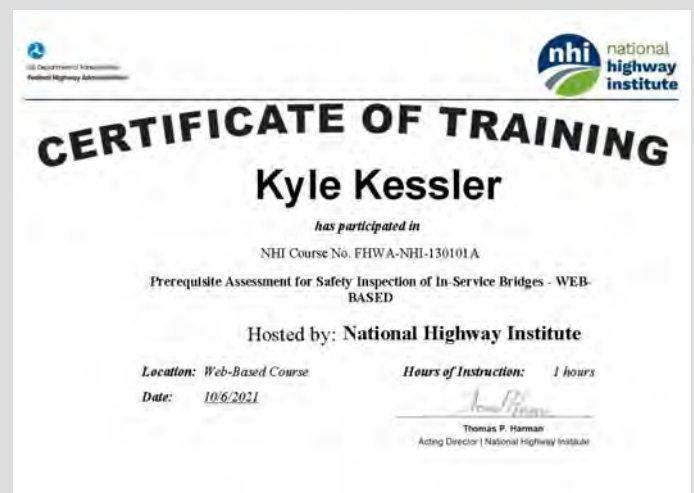 U.S. Department of Transportation
Federal Highway Administration
nhi national
highway
institute
CERTIFICATE OF TRAINING
Kyle Kessler
has participated in
NHI Course No. FHWA-NHI-130101A
Prerequisite Assessment for Safety Inspection of In-Service Bridges - WEB-
BASED
Hosted by: National Highway Institute
Location: Web-Based Course Hours of Instruction: 1 hours
Date: 10/6/2021
Thomas P. Harman
Acting Director | National Highway Institute